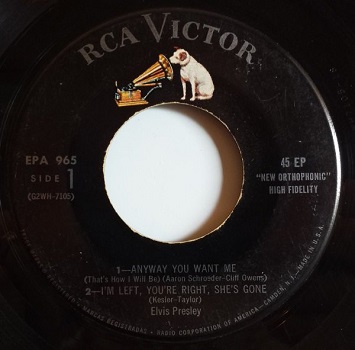 RCA VICTOR
EPA 965
SIDE 1
(G2WH-7105)
45 EP
"NEW ORTHOPHONIC"
HIGH FIDELITY
1—ANYWAY YOU WANT ME
(That's How I Will Be) (Aaron Schroeder-Cliff Owens)
2—I'M LEFT, YOU'RE RIGHT, SHE'S GONE
(Kesler-Taylor)
Elvis Presley
REGISTRADAS • RADIO CORPORATION OF AMERICA—CAMDEN, N.J. MADE IN U.S.A.